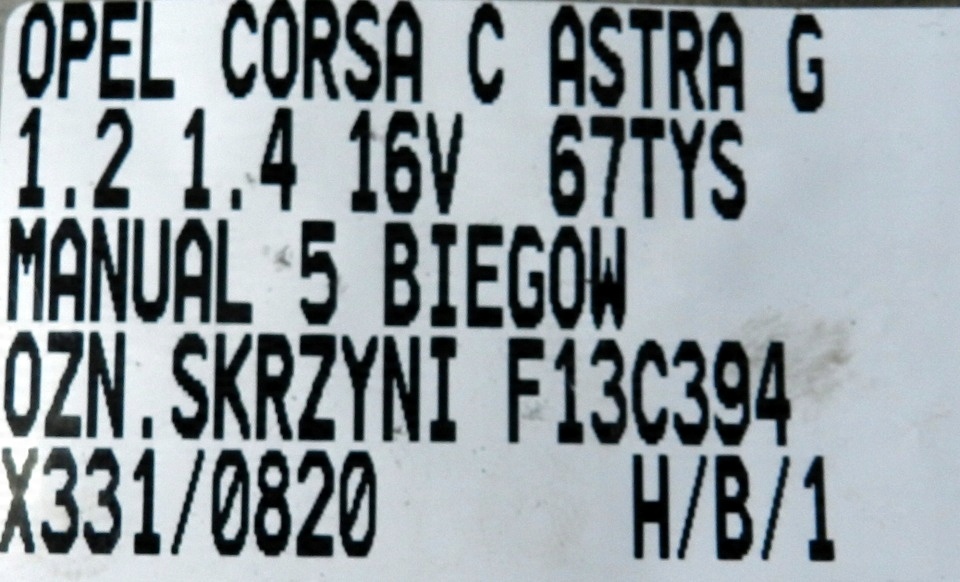 OPEL CORSA C ASTRA G
1.2 1.4 16V 67TYS
MANUAL 5 BIEGOW
OZN.SKRZYNI F13C394
X331/0820 H/B/1